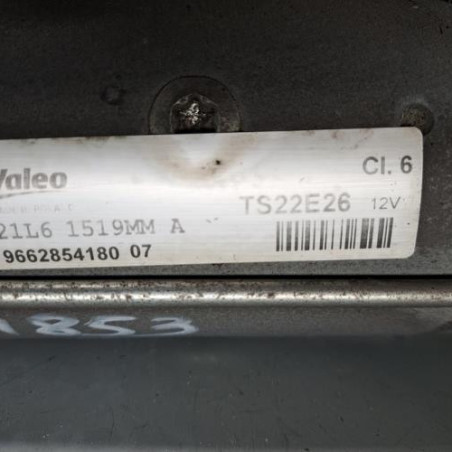 Valeo
Cl. 6
TS22E26 12V
21L6 1519MM A
9662854180 07
1853